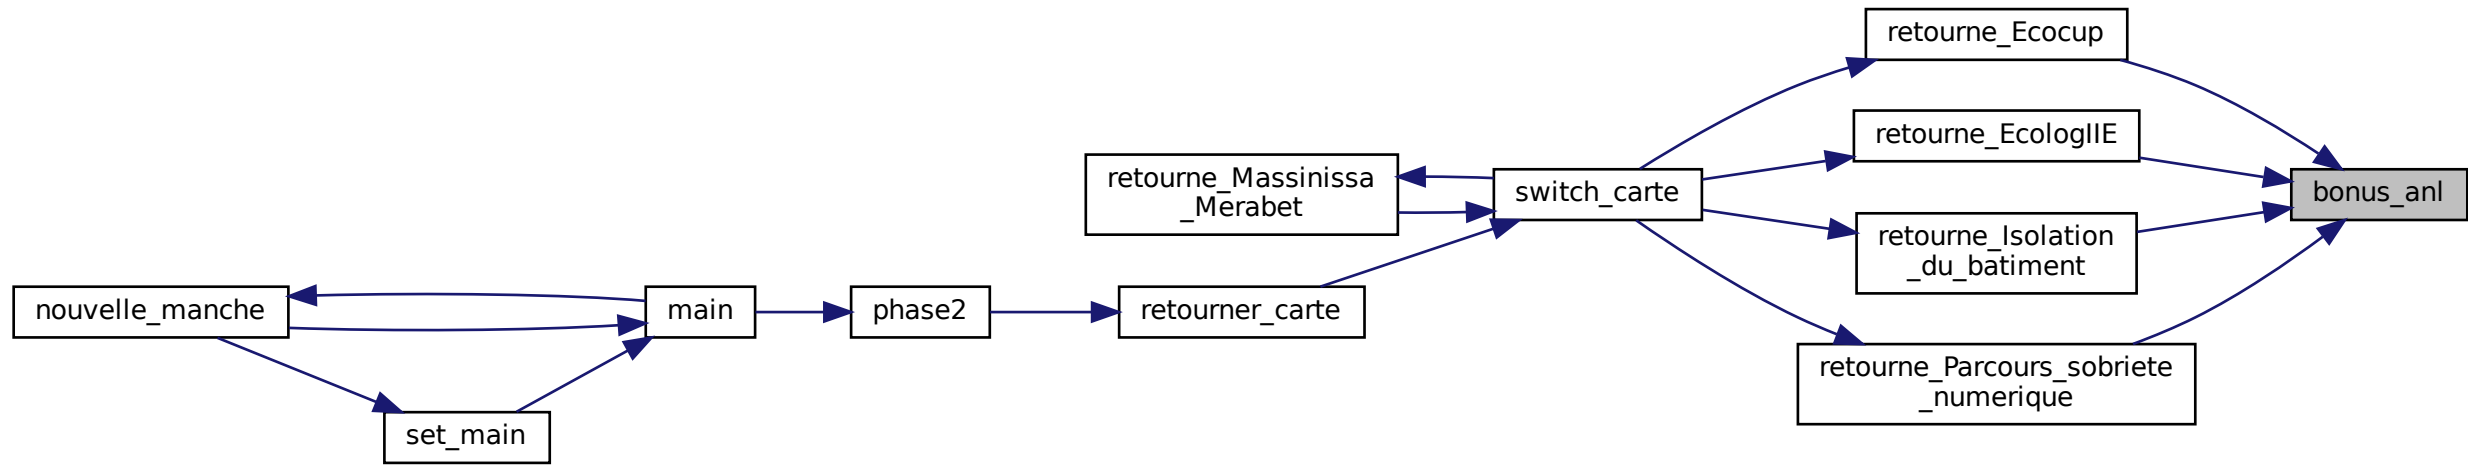 retourne_Ecocup
retourne_EcologIIE
retourne_Massinissa
_Merabet
switch_carte
bonus_anl
retourne_Isolation
_du_batiment
nouvelle_manche
main
phase2
retourner_carte
retourne_Parcours_sobriete
_numerique
set_main